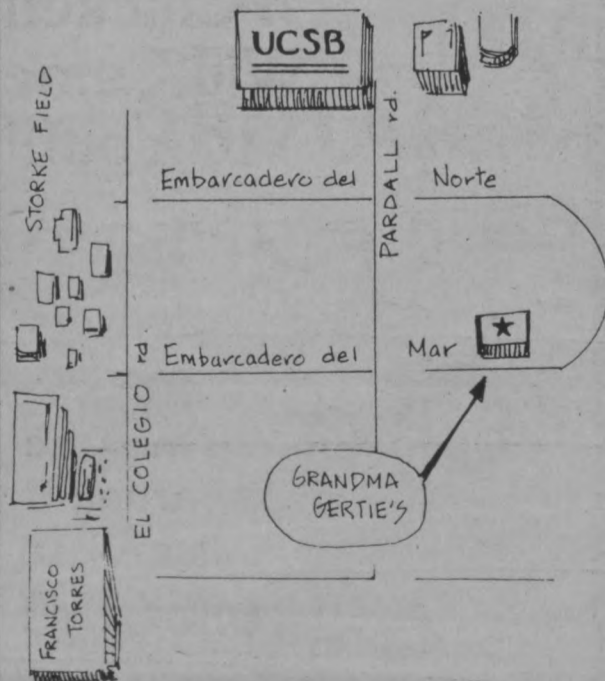 UCSB
STORKE FIELD
PARDALL rd.
Embarcadero del Norte
Embarcadero del Mar
EL COLEGIO rd
GRANDMA
GERTIE'S
FRANCISCO
TORRES